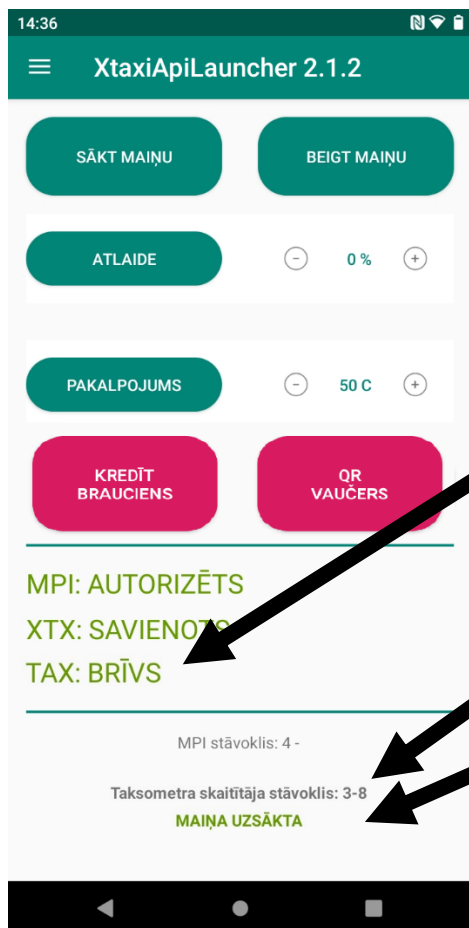 14:36
XtaxiApiLauncher 2.1.2
SĀKT MAIŅU BEIGT MAIŅU
ATLAIDE - 0 % +
PAKALPOJUMS - 50 C +
KREDĪT
BRAUCIENS
QR
VAUČERS
MPI: AUTORIZĒTS
XTX: SAVIENOTS
TAX: BRĪVS
MPI stāvoklis: 4 -
Taksometra skaitītāja stāvoklis: 3-8
MAIŅA UZSĀKTA